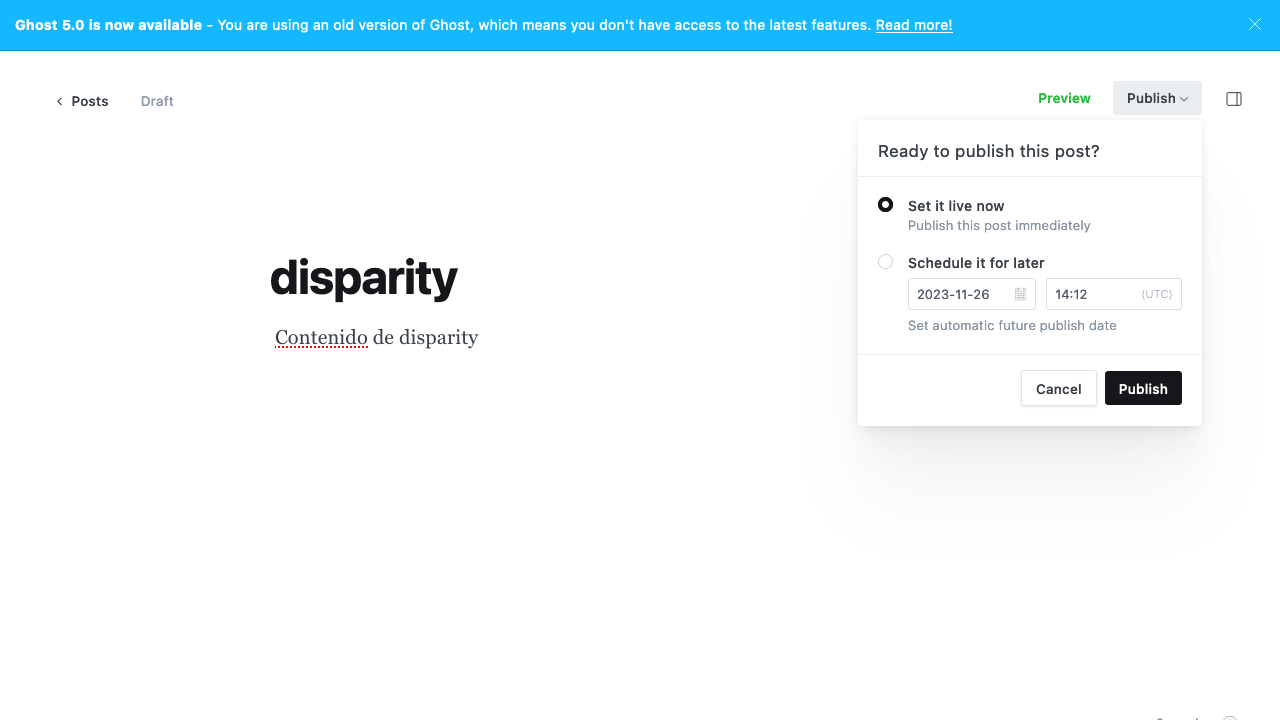 Ghost 5.0 is now available - You are using an old version of Ghost, which means you don't have access to the latest features. Read more!
Posts
Draft
Preview
Publish
Ready to publish this post?
Set it live now
Publish this post immediately
Schedule it for later
2023-11-26
14:12
(UTC)
Set automatic future publish date
Cancel
Publish
disparity
Contenido de disparity